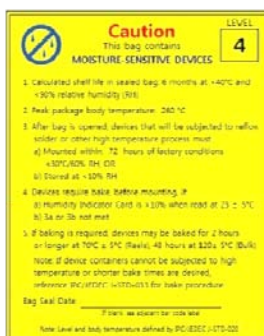 Caution
LEVEL
4
This bag contains
MOISTURE-SENSITIVE DEVICES
1. Calculated shelf life in sealed bag: 6 months at <40°C and
<90% relative humidity (RH)
2. Peak package body temperature: 260 °C
3. After bag is opened, devices that will be subjected to reflow
solder or other high temperature process must
a) Mounted within: 72 hours of factory conditions
<30°C/60% RH, OR
b) Stored at <10% RH
4. Devices require bake, before mounting, if:
a) Humidity Indicator Card is >10% when read at 23 ± 5°C
b) 3a or 3b not met
5. If baking is required, devices may be baked for 2 hours
or longer at 70°C ± 5°C (Reels), 48 hours at 120± 5°C (Bulk)
Note: If device containers cannot be subjected to high
temperature or shorter bake times are desired,
reference IPC/JEDEC J-STD-033 for bake procedure
Bag Seal Date:
If blank, see adjacent bar code label
Note: Level and body temperature defined by IPC/JEDEC J-STD-020